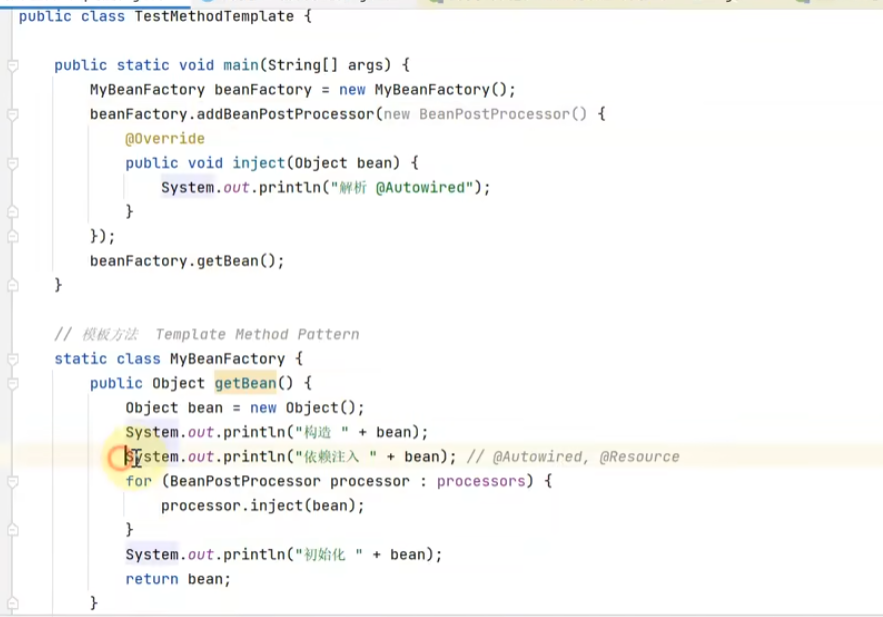 public class TestMethodTemplate {
public static void main(String[] args) {
MyBeanFactory beanFactory = new MyBeanFactory();
beanFactory.addBeanPostProcessor(new BeanPostProcessor() {
@Override
public void inject(Object bean) {
System.out.println("解析 @Autowired");
}
});
beanFactory.getBean();
}
// 模板方法  Template Method Pattern
static class MyBeanFactory {
public Object getBean() {
Object bean = new Object();
System.out.println("构造 " + bean);
System.out.println("依赖注入 " + bean); // @Autowired, @Resource
for (BeanPostProcessor processor : processors) {
processor.inject(bean);
}
System.out.println("初始化 " + bean);
return bean;
}